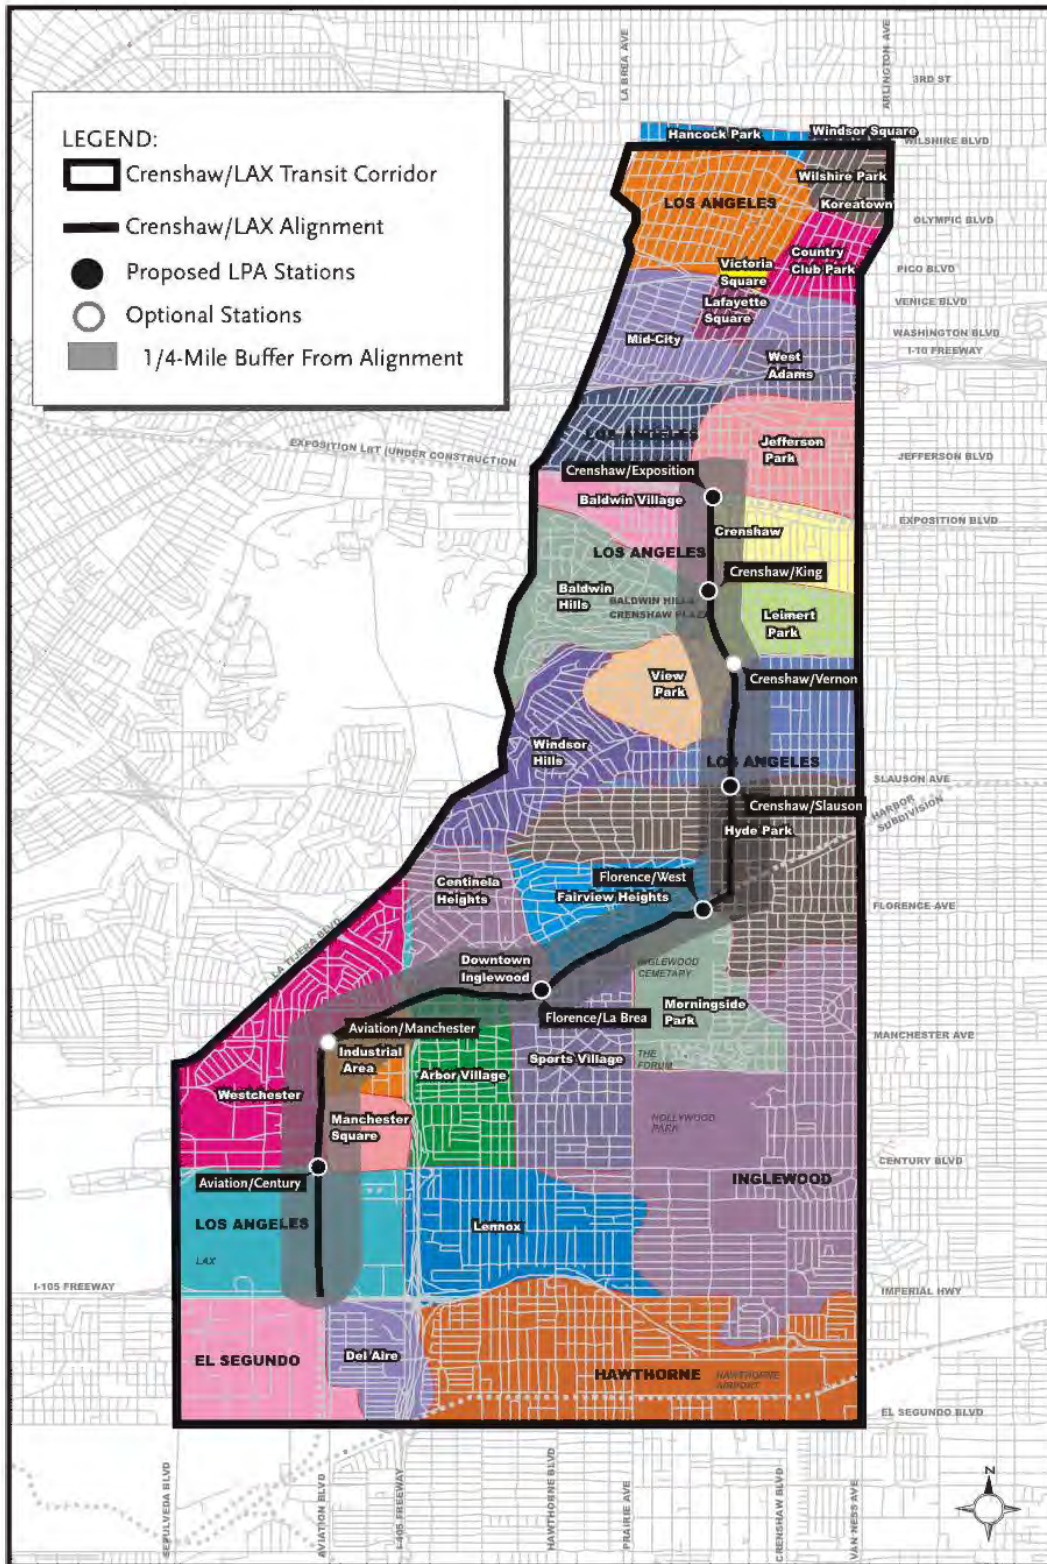 LA BREA AVE
ARLINGTON AVE
3RD ST
LEGEND:
Crenshaw/LAX Transit Corridor
Crenshaw/LAX Alignment
Proposed LPA Stations
Optional Stations
1/4-Mile Buffer From Alignment
Hancock Park
Windsor Square
WILSHIRE BLVD
Wilshire Park
LOS ANGELES
Koreatown
OLYMPIC BLVD
Country
Club Park
Victoria
Square
PICO BLVD
Lafayette
Square
VENICE BLVD
WASHINGTON BLVD
Mid-City
I-10 FREEWAY
West
Adams
LOS ANGELES
Jefferson
Park
EXPOSITION LRT (UNDER CONSTRUCTION
JEFFERSON BLVD
Crenshaw/Exposition
Baldwin Village
EXPOSITION BLVD
Crenshaw
LOS ANGELES
Crenshaw/King
Baldwin
Hills
BALDWIN HILLS
CRENSHAW PLAZA
Leimert
Park
View
Park
Crenshaw/Vernon
Windsor
Hills
LOS ANGELES
SLAUSON AVE
Crenshaw/Slauson
HARBOR
SUBDIVISION
Hyde Park
Florence/West
Centinela
Heights
Fairview Heights
FLORENCE AVE
LA TIJERA BLVD
Downtown
Inglewood
INGLEWOOD
CEMETARY
Morningside
Park
Florence/La Brea
Aviation/Manchester
MANCHESTER AVE
Industrial
Area
Sports Village
THE
FORUM
Arbor Village
Westchester
Manchester
Square
HOLLYWOOD
PARK
CENTURY BLVD
Aviation/Century
INGLEWOOD
LOS ANGELES
Lennox
LAX
I-105 FREEWAY
IMPERIAL HWY
EL SEGUNDO
Del Aire
HAWTHORNE
HAWTHORNE
AIRPORT
EL SEGUNDO BLVD
SEPULVEDA BLVD
AVIATION BLVD
I-405 FREEWAY
HAWTHORNE BLVD
PRAIRIE AVE
CRENSHAW BLVD
VAN NESS AVE
N